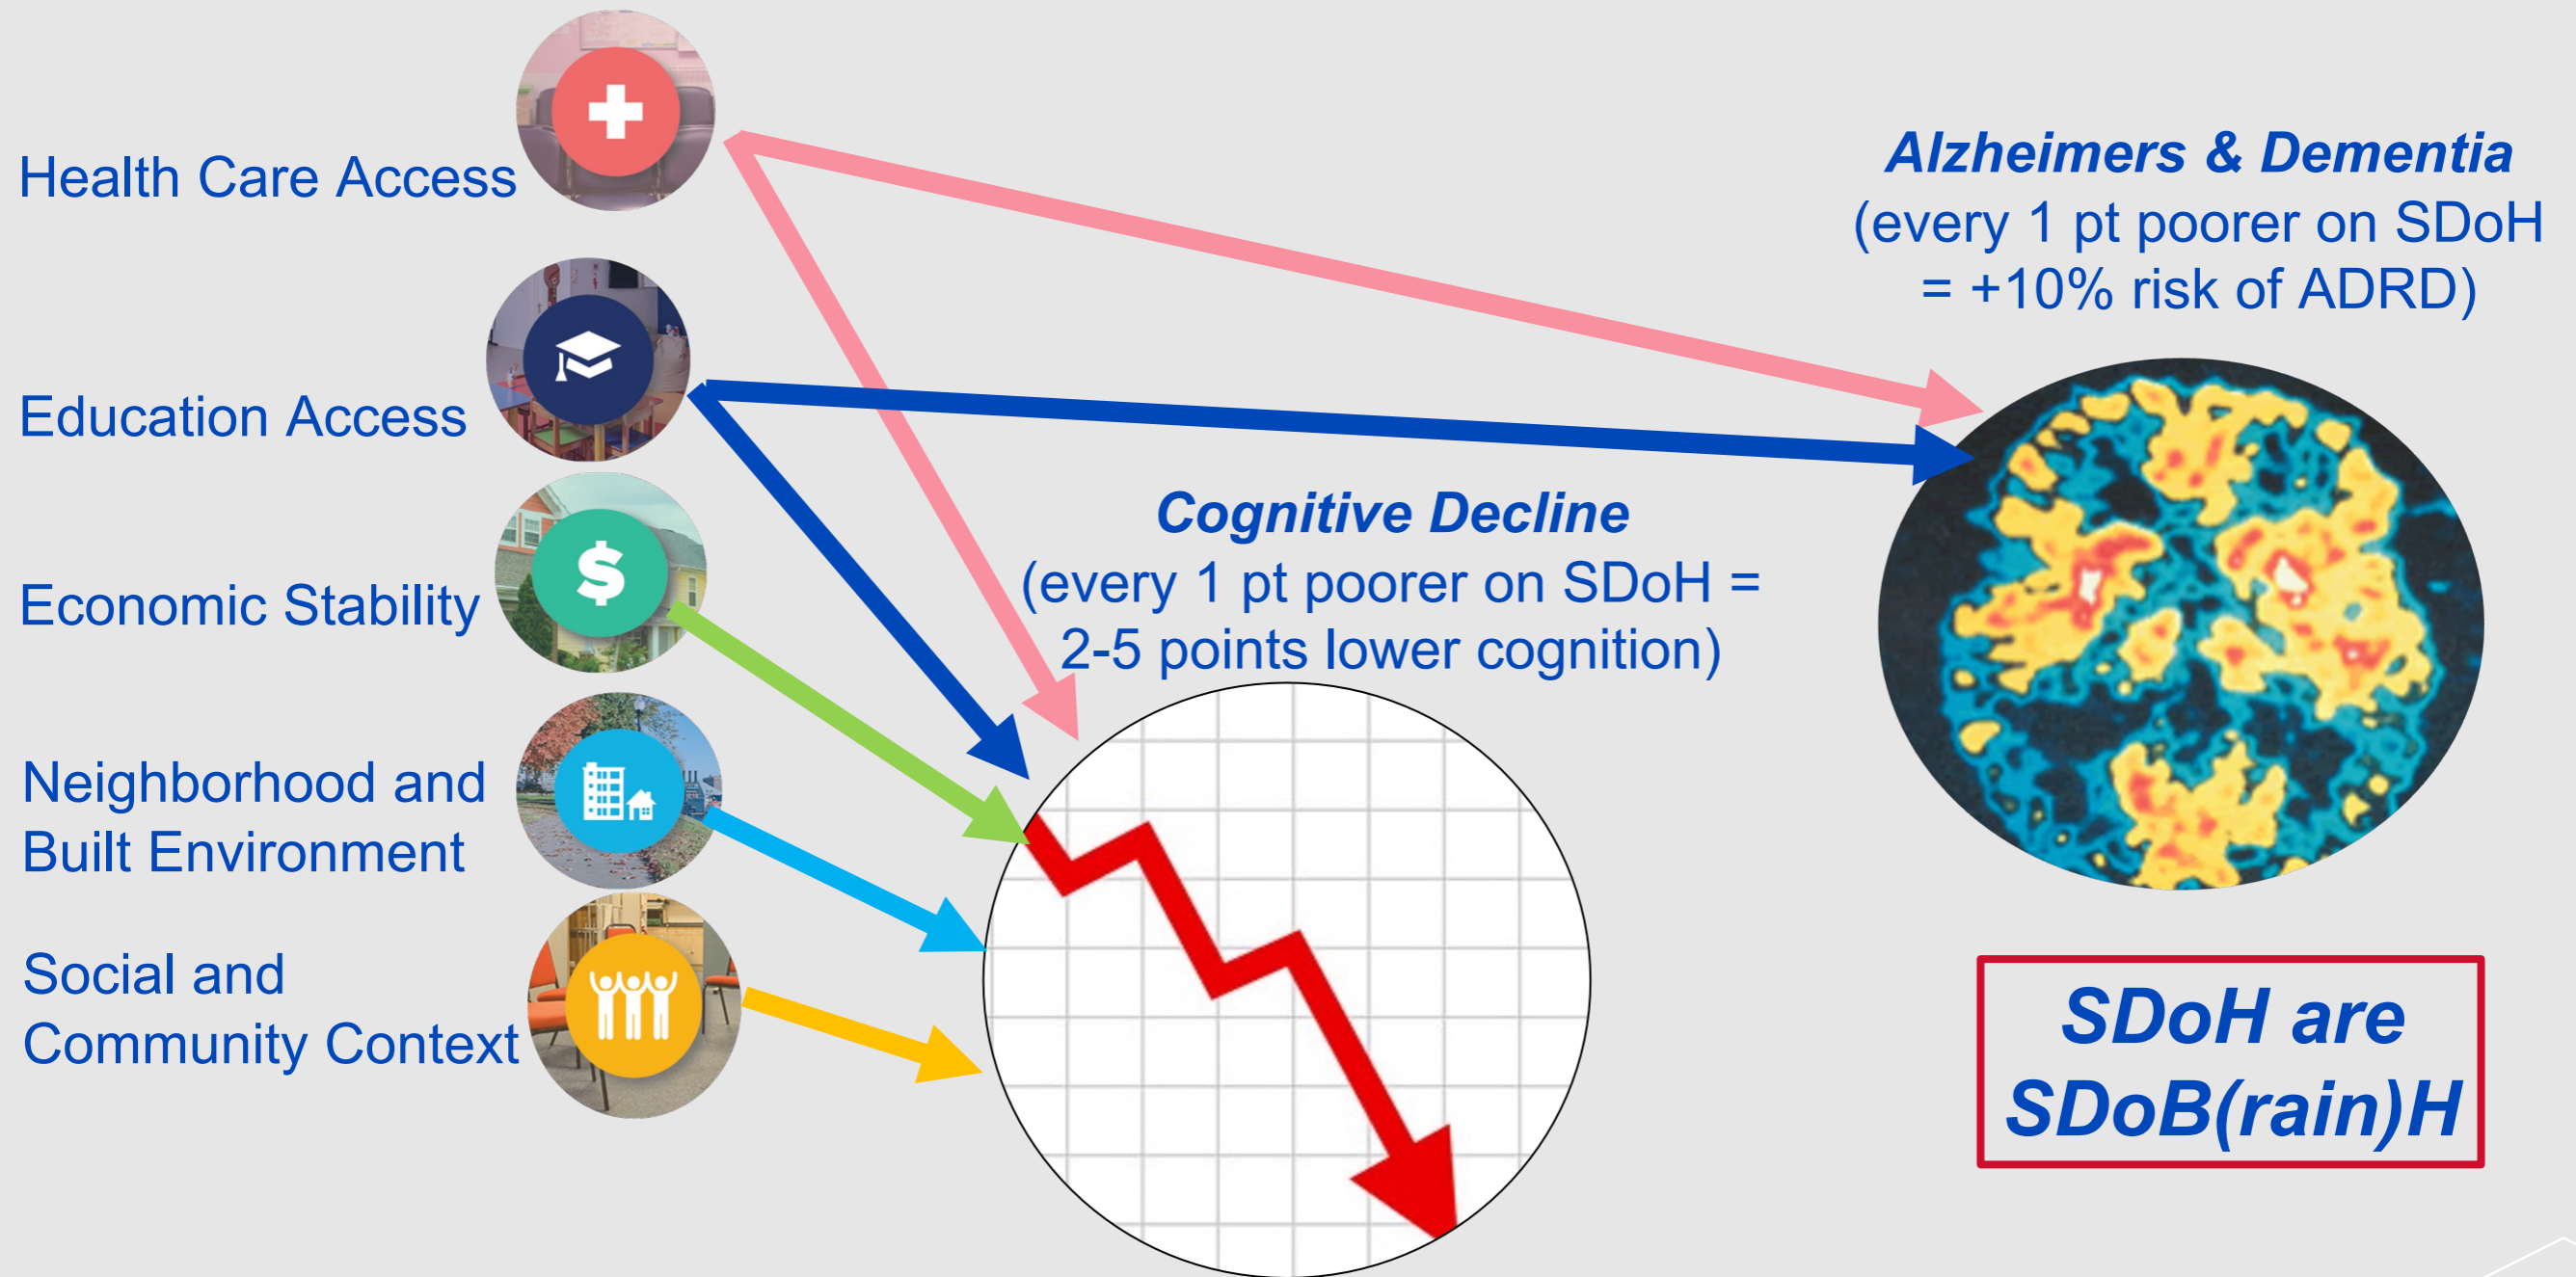 Health Care Access
Education Access
Economic Stability
$
Neighborhood and
Built Environment
Social and
Community Context
Cognitive Decline
(every 1 pt poorer on SDoH =
2-5 points lower cognition)
Alzheimers & Dementia
(every 1 pt poorer on SDoH
= +10% risk of ADRD)
SDoH are
SDoB(rain)H